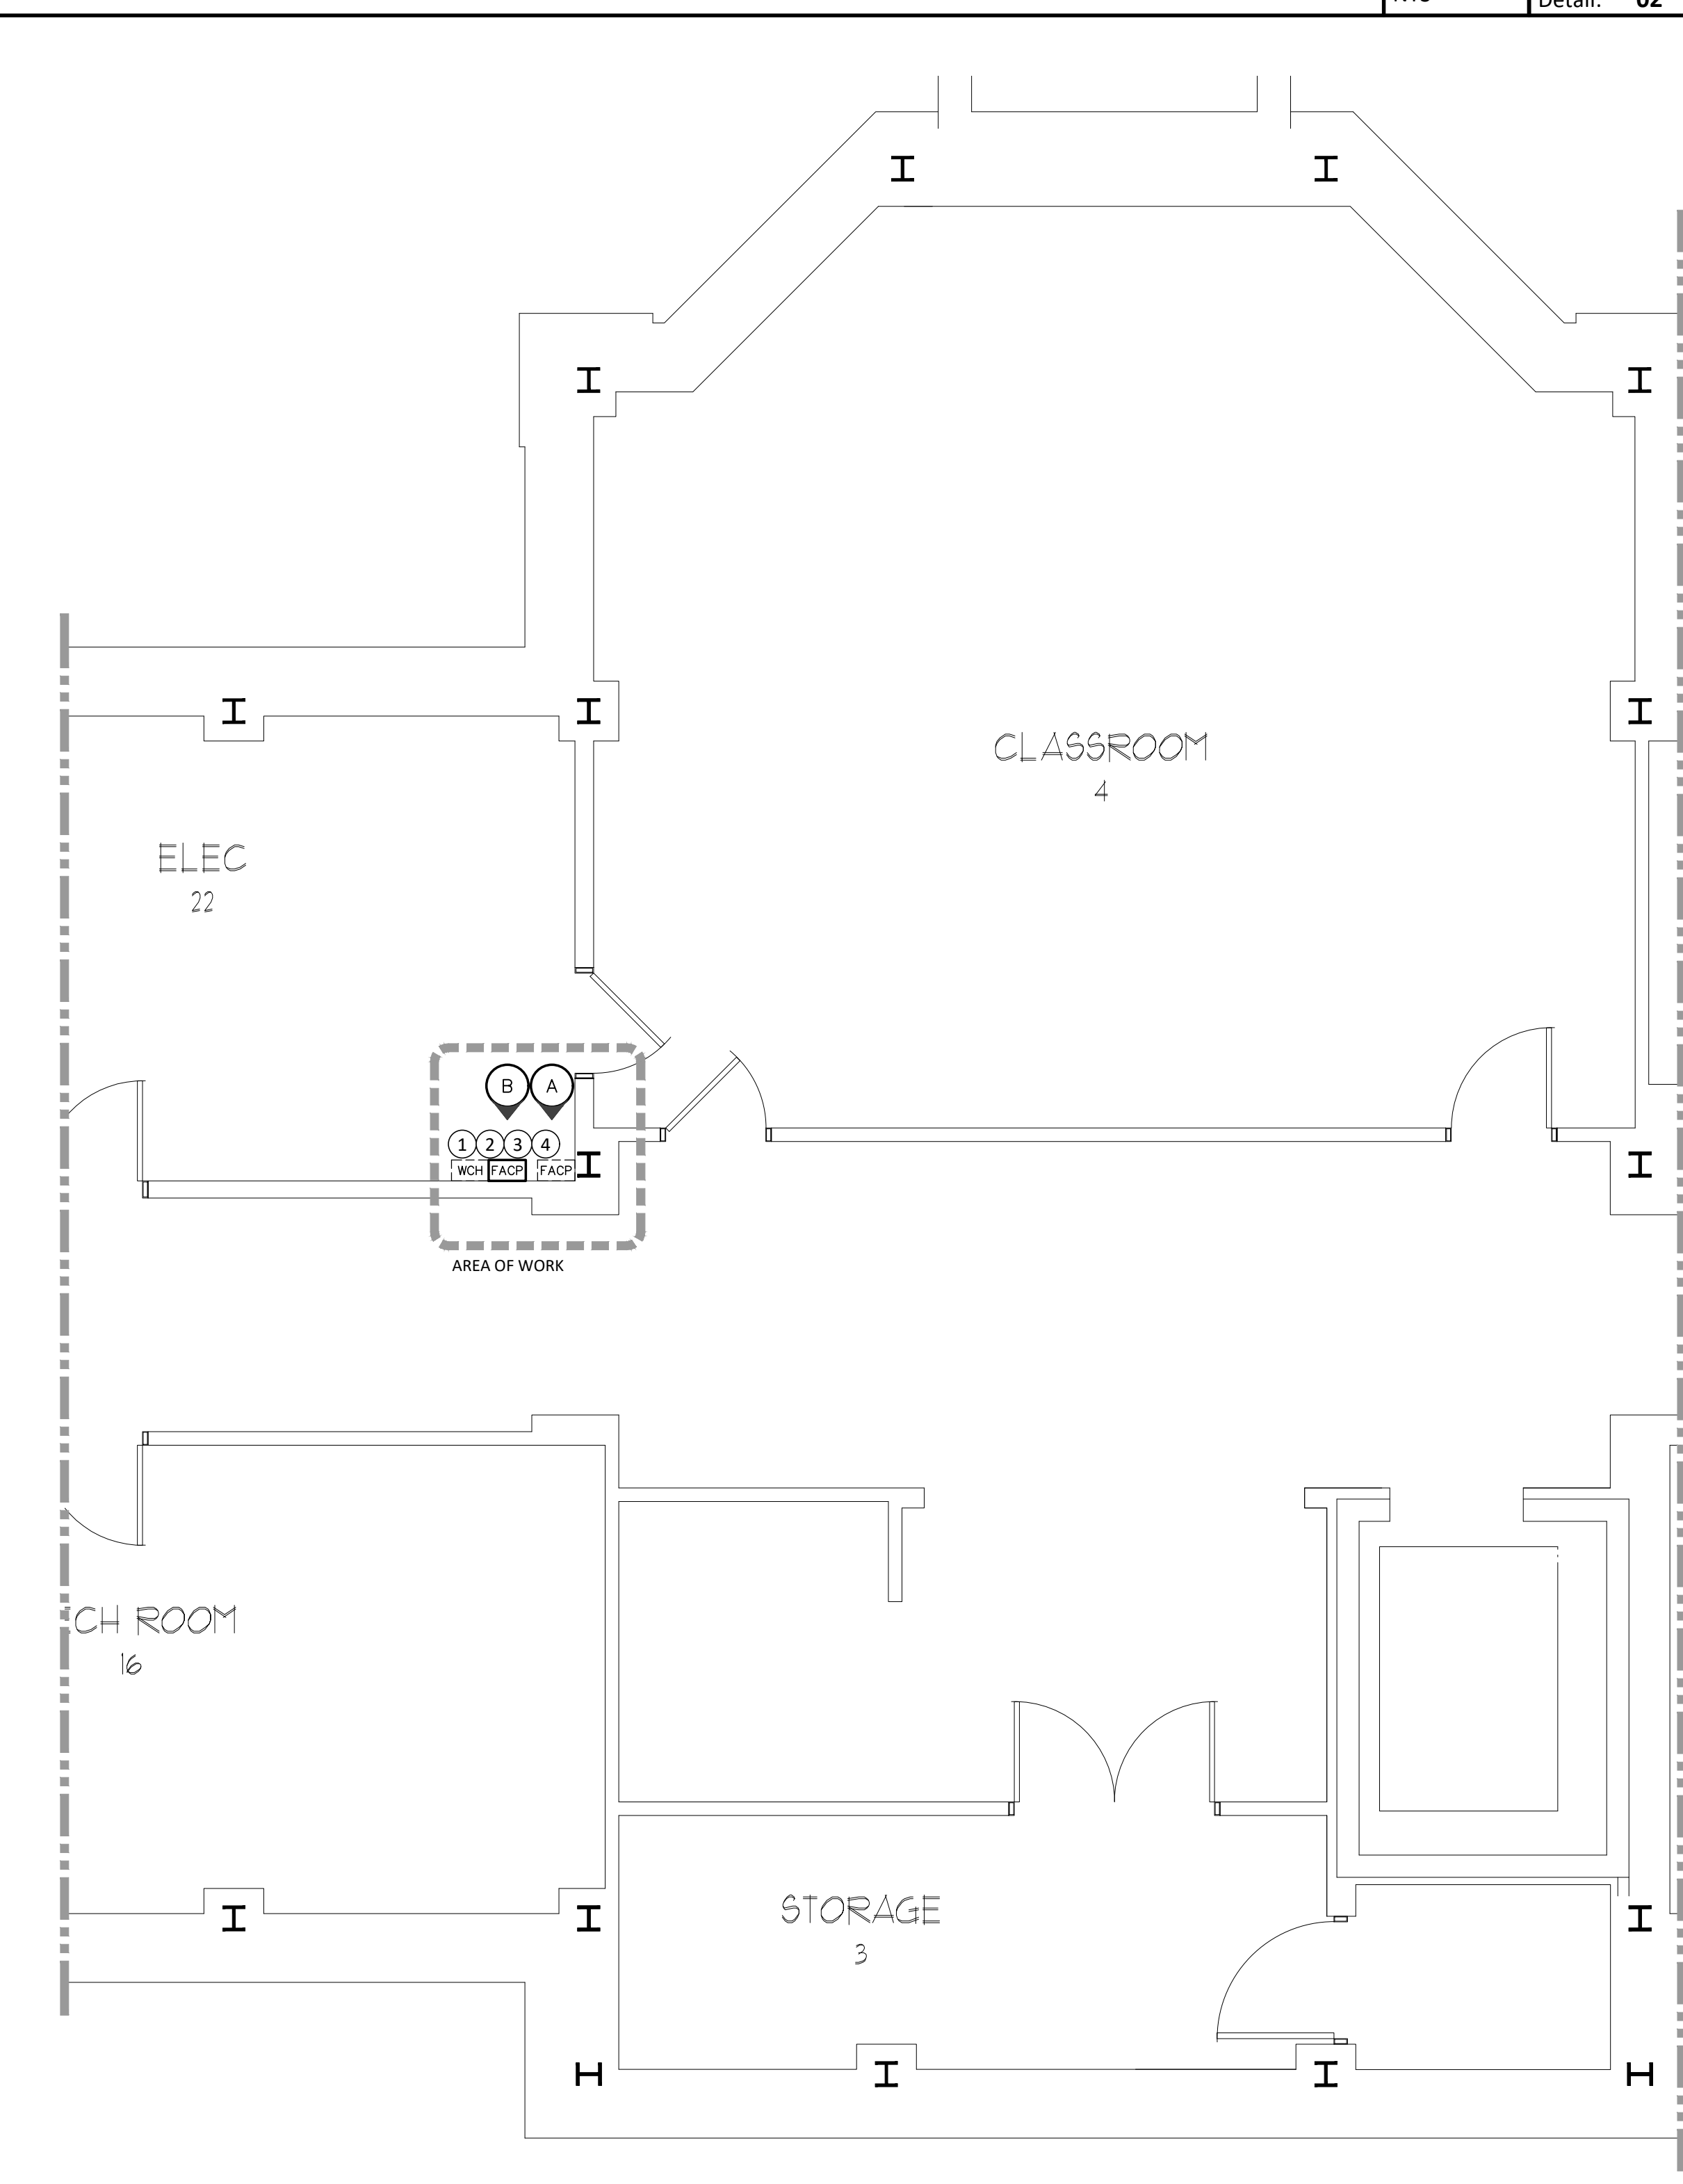 Detail: 02
CLASSROOM
4
ELEC
22
B A
1 2 3 4
WCH FACP FACP
AREA OF WORK
CH ROOM
16
STORAGE
3